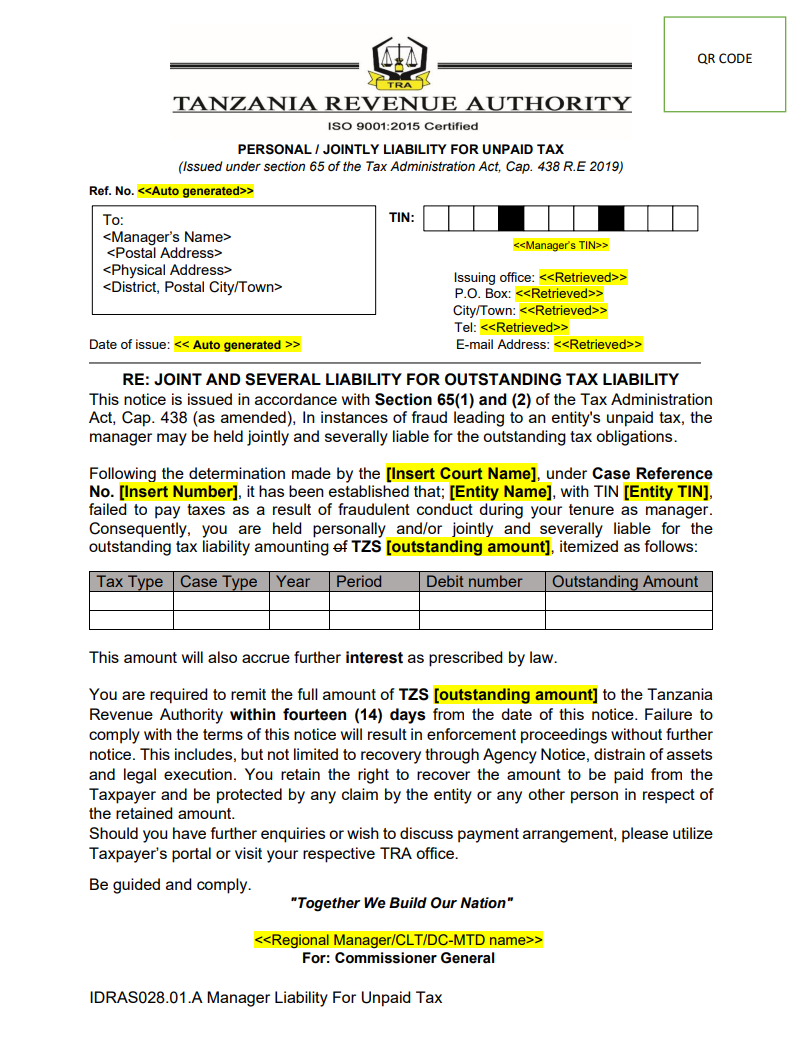 QR CODE
TRA
TANZANIA REVENUE AUTHORITY
ISO 9001:2015 Certified
PERSONAL / JOINTLY LIABILITY FOR UNPAID TAX
(Issued under section 65 of the Tax Administration Act, Cap. 438 R.E 2019)
Ref. No. <<Auto generated>>
To:
<Manager's Name>
<Postal Address>
<Physical Address>
<District, Postal City/Town>
TIN:
<<Manager's TIN>>
Issuing office: <<Retrieved>>
P.O. Box: <<Retrieved>>
City/Town: <<Retrieved>>
Tel: <<Retrieved>>
E-mail Address: <<Retrieved>>
Date of issue: << Auto generated >>
RE: JOINT AND SEVERAL LIABILITY FOR OUTSTANDING TAX LIABILITY
This notice is issued in accordance with Section 65(1) and (2) of the Tax Administration
Act, Cap. 438 (as amended), In instances of fraud leading to an entity's unpaid tax, the
manager may be held jointly and severally liable for the outstanding tax obligations.
Following the determination made by the [Insert Court Name], under Case Reference
No. [Insert Number], it has been established that; [Entity Name], with TIN [Entity TIN],
failed to pay taxes as a result of fraudulent conduct during your tenure as manager.
Consequently, you are held personally and/or jointly and severally liable for the
outstanding tax liability amounting of TZS [outstanding amount], itemized as follows:
Tax Type Case Type Year Period Debit number Outstanding Amount
This amount will also accrue further interest as prescribed by law.
You are required to remit the full amount of TZS [outstanding amount] to the Tanzania
Revenue Authority within fourteen (14) days from the date of this notice. Failure to
comply with the terms of this notice will result in enforcement proceedings without further
notice. This includes, but not limited to recovery through Agency Notice, distrain of assets
and legal execution. You retain the right to recover the amount to be paid from the
Taxpayer and be protected by any claim by the entity or any other person in respect of
the retained amount.
Should you have further enquiries or wish to discuss payment arrangement, please utilize
Taxpayer's portal or visit your respective TRA office.
Be guided and comply.
"Together We Build Our Nation"
<<Regional Manager/CLT/DC-MTD name>>
For: Commissioner General
IDRAS028.01.A Manager Liability For Unpaid Tax